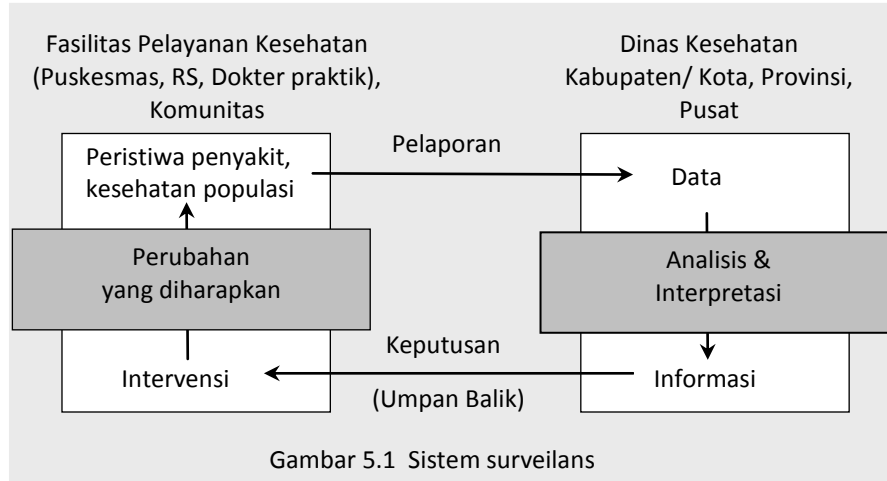 Fasilitas Pelayanan Kesehatan
(Puskesmas, RS, Dokter praktik),
Komunitas
Dinas Kesehatan
Kabupaten/ Kota, Provinsi,
Pusat
Peristiwa penyakit,
kesehatan populasi
Pelaporan
Data
Perubahan
yang diharapkan
Analisis &
Interpretasi
Intervensi
Keputusan
(Umpan Balik)
Informasi
Gambar 5.1 Sistem surveilans